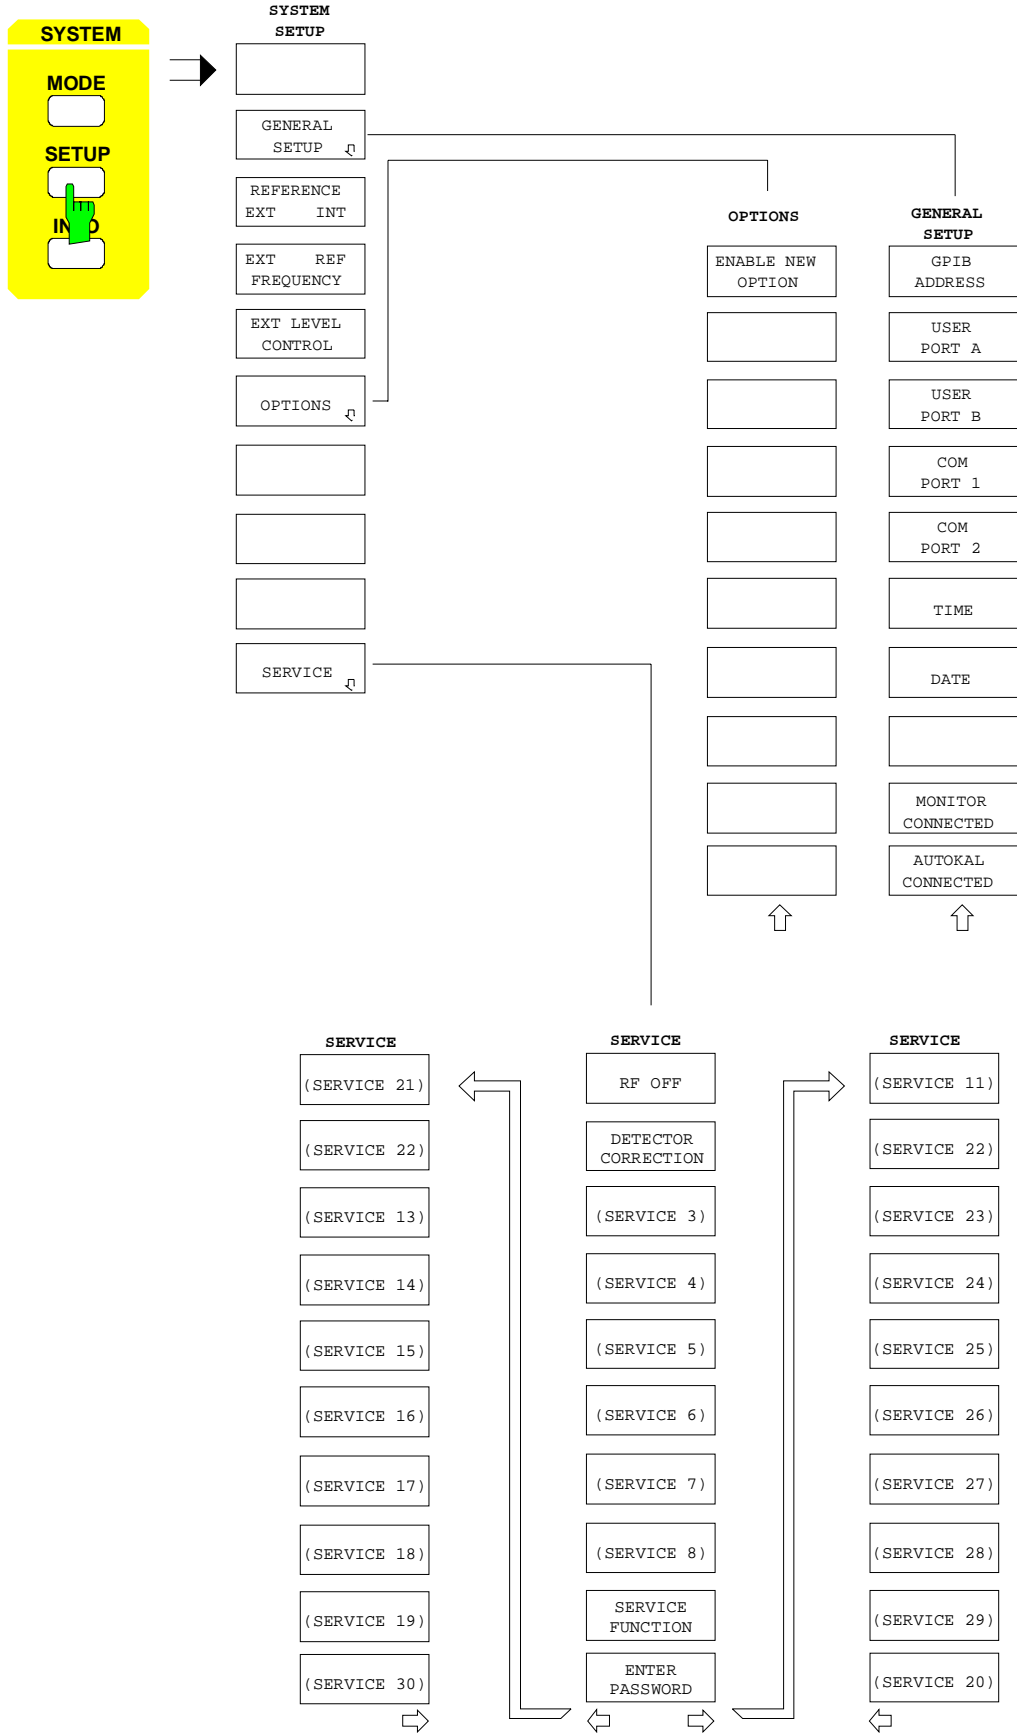 SYSTEM
MODE
SETUP
INFO
SYSTEM
SETUP
GENERAL
SETUP
REFERENCE
EXT INT
EXT REF
FREQUENCY
EXT LEVEL
CONTROL
OPTIONS
SERVICE
OPTIONS
ENABLE NEW
OPTION
GENERAL
SETUP
GPIB
ADDRESS
USER
PORT A
USER
PORT B
COM
PORT 1
COM
PORT 2
TIME
DATE
MONITOR
CONNECTED
AUTOKAL
CONNECTED
SERVICE
(SERVICE 21)
(SERVICE 22)
(SERVICE 13)
(SERVICE 14)
(SERVICE 15)
(SERVICE 16)
(SERVICE 17)
(SERVICE 18)
(SERVICE 19)
(SERVICE 30)
SERVICE
RF OFF
DETECTOR
CORRECTION
(SERVICE 3)
(SERVICE 4)
(SERVICE 5)
(SERVICE 6)
(SERVICE 7)
(SERVICE 8)
SERVICE
FUNCTION
ENTER
PASSWORD
SERVICE
(SERVICE 11)
(SERVICE 22)
(SERVICE 23)
(SERVICE 24)
(SERVICE 25)
(SERVICE 26)
(SERVICE 27)
(SERVICE 28)
(SERVICE 29)
(SERVICE 20)